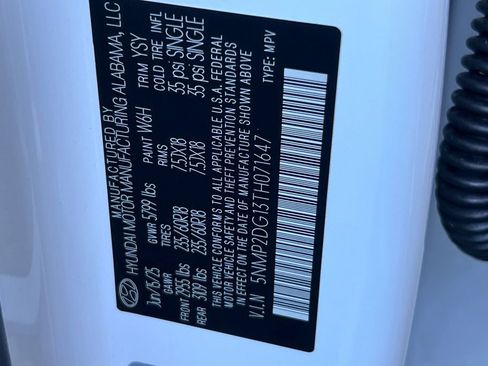 MANUFACTURED BY
HYUNDAI MOTOR MANUFACTURING ALABAMA, LLC
Jun/15/25 PAINT W6H TRIM YSY
GVWR 5799 lbs
GAWR RIMS COLD TIRE INFL
FRONT 2955 lbs 235/60R18 7.5JX18 35 psi SINGLE
REAR 3109 lbs 235/60R18 7.5JX18 35 psi SINGLE
THIS VEHICLE CONFORMS TO ALL APPLICABLE U.S.A. FEDERAL
MOTOR VEHICLE SAFETY AND THEFT PREVENTION STANDARDS
IN EFFECT ON THE DATE OF MANUFACTURE SHOWN ABOVE
V.I.N 5NMP2DG13TH071647 TYPE: MPV